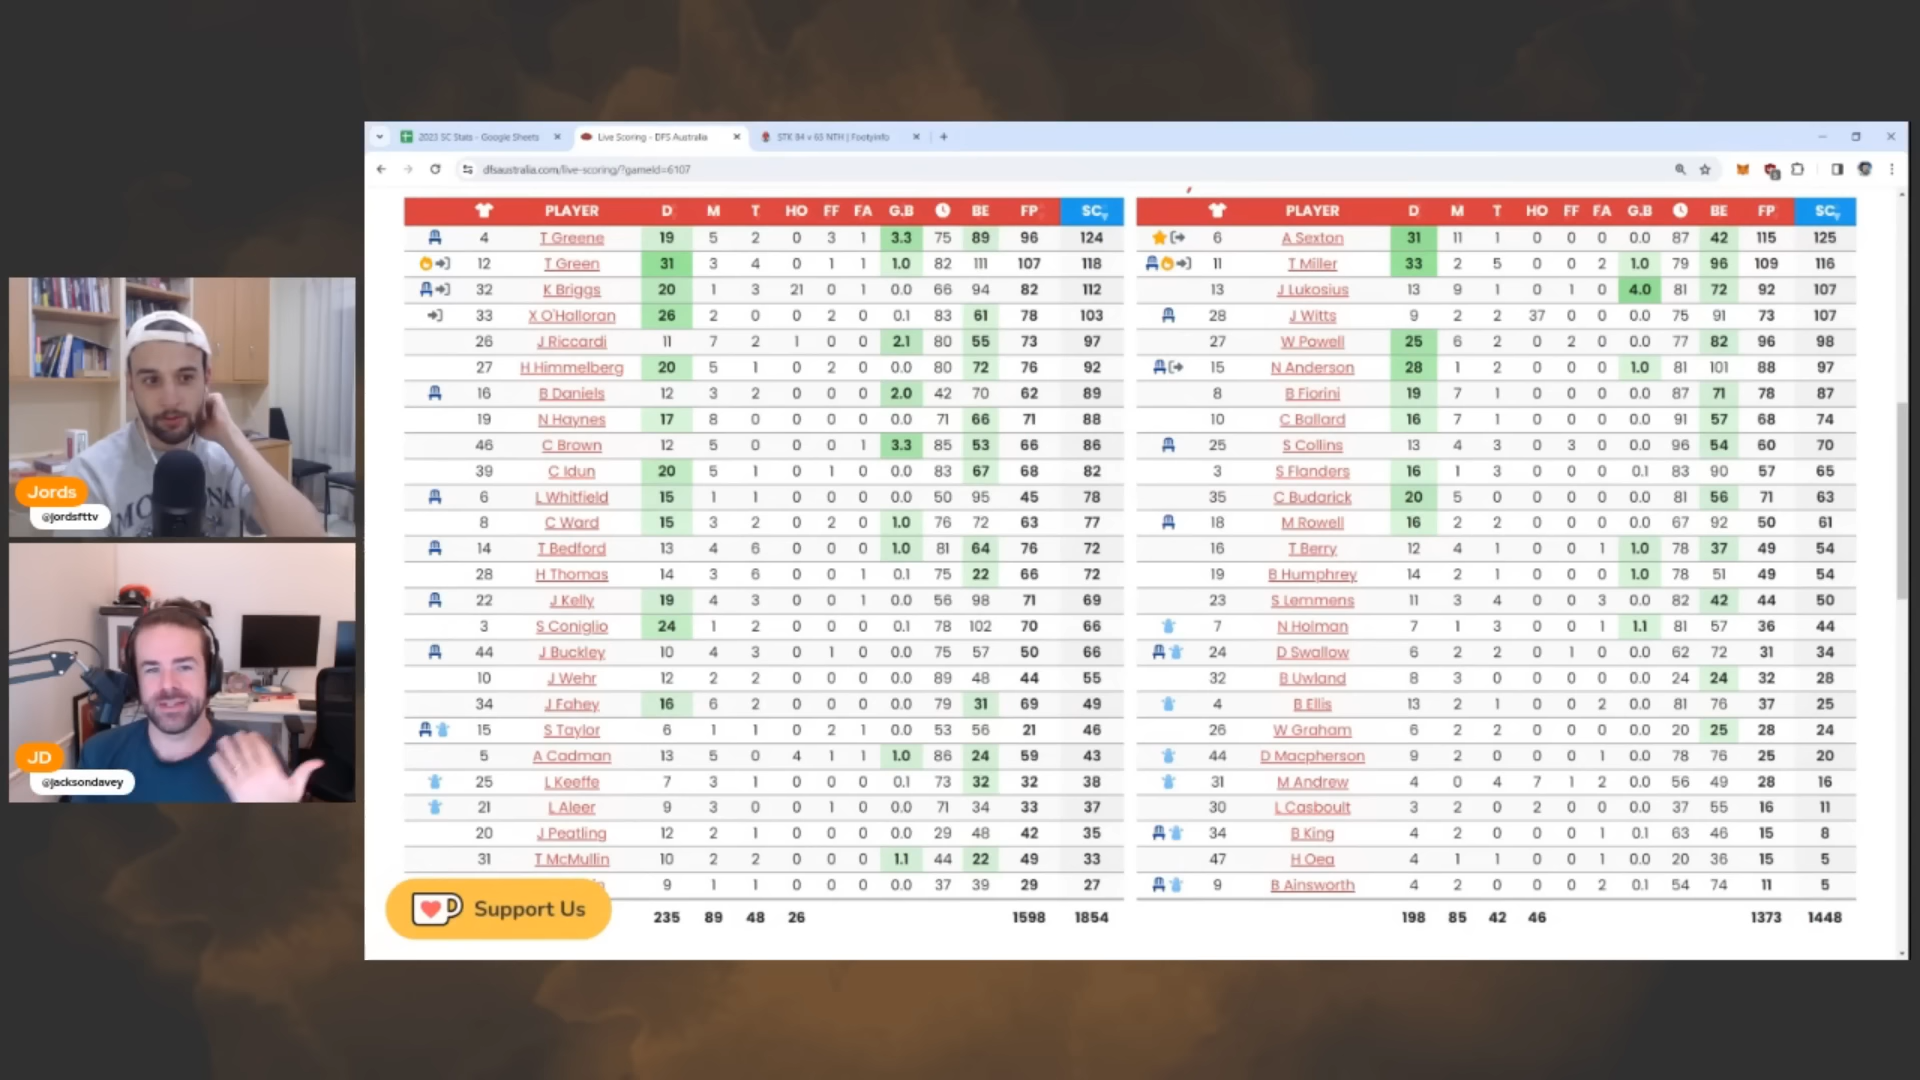 2023 SC Stats - Google Sheets
Live Scoring - DFS Australia
STK 84 v 65 NTH | Footyinfo
dfsaustralia.com/live-scoring/?gameId=6107
PLAYER D M T HO FF FA G.B BE FP SC
4 T Greene 19 5 2 0 3 1 3.3 75 89 96 124
12 T Green 31 3 4 0 1 1 1.0 82 111 107 118
32 K Briggs 20 1 3 21 0 1 0.0 66 94 82 112
33 X O'Halloran 26 2 0 0 2 0 0.1 83 61 78 103
26 J Riccardi 11 7 2 1 0 0 2.1 80 55 73 97
27 H Himmelberg 20 5 1 0 2 0 0.0 80 72 76 92
16 B Daniels 12 3 2 0 0 0 2.0 42 70 62 89
19 N Haynes 17 8 0 0 0 0 0.0 71 66 71 88
46 C Brown 12 5 0 0 0 1 3.3 85 53 66 86
39 C Idun 20 5 1 0 1 0 0.0 83 67 68 82
6 L Whitfield 15 1 1 0 0 0 0.0 50 95 45 78
8 C Ward 15 3 2 0 2 0 1.0 76 72 63 77
14 T Bedford 13 4 6 0 0 0 1.0 81 64 76 72
28 H Thomas 14 3 6 0 0 1 0.1 75 22 66 72
22 J Kelly 19 4 3 0 0 1 0.0 56 98 71 69
3 S Coniglio 24 1 2 0 0 0 0.1 78 102 70 66
44 J Buckley 10 4 3 0 1 0 0.0 75 57 50 66
10 J Wehr 12 2 2 0 0 0 0.0 89 48 44 55
34 J Fahey 16 6 2 0 0 0 0.0 79 31 69 49
15 S Taylor 6 1 1 0 2 1 0.0 53 56 21 46
5 A Cadman 13 5 0 4 1 1 1.0 86 24 59 43
25 L Keeffe 7 3 1 0 0 0 0.1 73 32 32 38
21 L Aleer 9 3 0 0 1 0 0.0 71 34 33 37
20 J Peatling 12 2 1 0 0 0 0.0 29 48 42 35
31 T McMullin 10 2 2 0 0 0 1.1 44 22 49 33
9 1 1 0 0 0 0.0 37 39 29 27
235 89 48 26 1598 1854
PLAYER D M T HO FF FA G.B BE FP SC
6 A Sexton 31 11 1 0 0 0 0.0 87 42 115 125
11 T Miller 33 2 5 0 0 2 1.0 79 96 109 116
13 J Lukosius 13 9 1 0 1 0 4.0 81 72 92 107
28 J Witts 9 2 2 37 0 0 0.0 75 91 73 107
27 W Powell 25 6 2 0 2 0 0.0 77 82 96 98
15 N Anderson 28 1 2 0 0 0 1.0 81 101 88 97
8 B Fiorini 19 7 1 0 0 0 0.0 87 71 78 87
10 C Ballard 16 7 1 0 0 0 0.0 91 57 68 74
25 S Collins 13 4 3 0 3 0 0.0 96 54 60 70
3 S Flanders 16 1 3 0 0 0 0.1 83 90 57 65
35 C Budarick 20 5 0 0 0 0 0.0 81 56 71 63
18 M Rowell 16 2 2 0 0 0 0.0 67 92 50 61
16 T Berry 12 4 1 0 0 1 1.0 78 37 49 54
19 B Humphrey 14 2 1 0 0 0 1.0 78 51 49 54
23 S Lemmens 11 3 4 0 0 3 0.0 82 42 44 50
7 N Holman 7 1 3 0 0 1 1.1 81 57 36 44
24 D Swallow 6 2 2 0 1 0 0.0 62 72 31 34
32 B Uwland 8 3 0 0 0 0 0.0 24 24 32 28
4 B Ellis 13 2 1 0 0 2 0.0 81 76 37 25
26 W Graham 6 2 2 0 0 0 0.0 20 25 28 24
44 D Macpherson 9 2 0 0 0 1 0.0 78 76 25 20
31 M Andrew 4 0 4 7 1 2 0.0 56 49 28 16
30 L Casboult 3 2 0 2 0 0 0.0 37 55 16 11
34 B King 4 2 0 0 0 1 0.1 63 46 15 8
47 H Oea 4 1 1 0 0 1 0.0 20 36 15 5
9 B Ainsworth 4 2 0 0 0 2 0.1 54 74 11 5
198 85 42 46 1373 1448
Support Us
Jords
@jordsfttv
JD
@jacksondavey